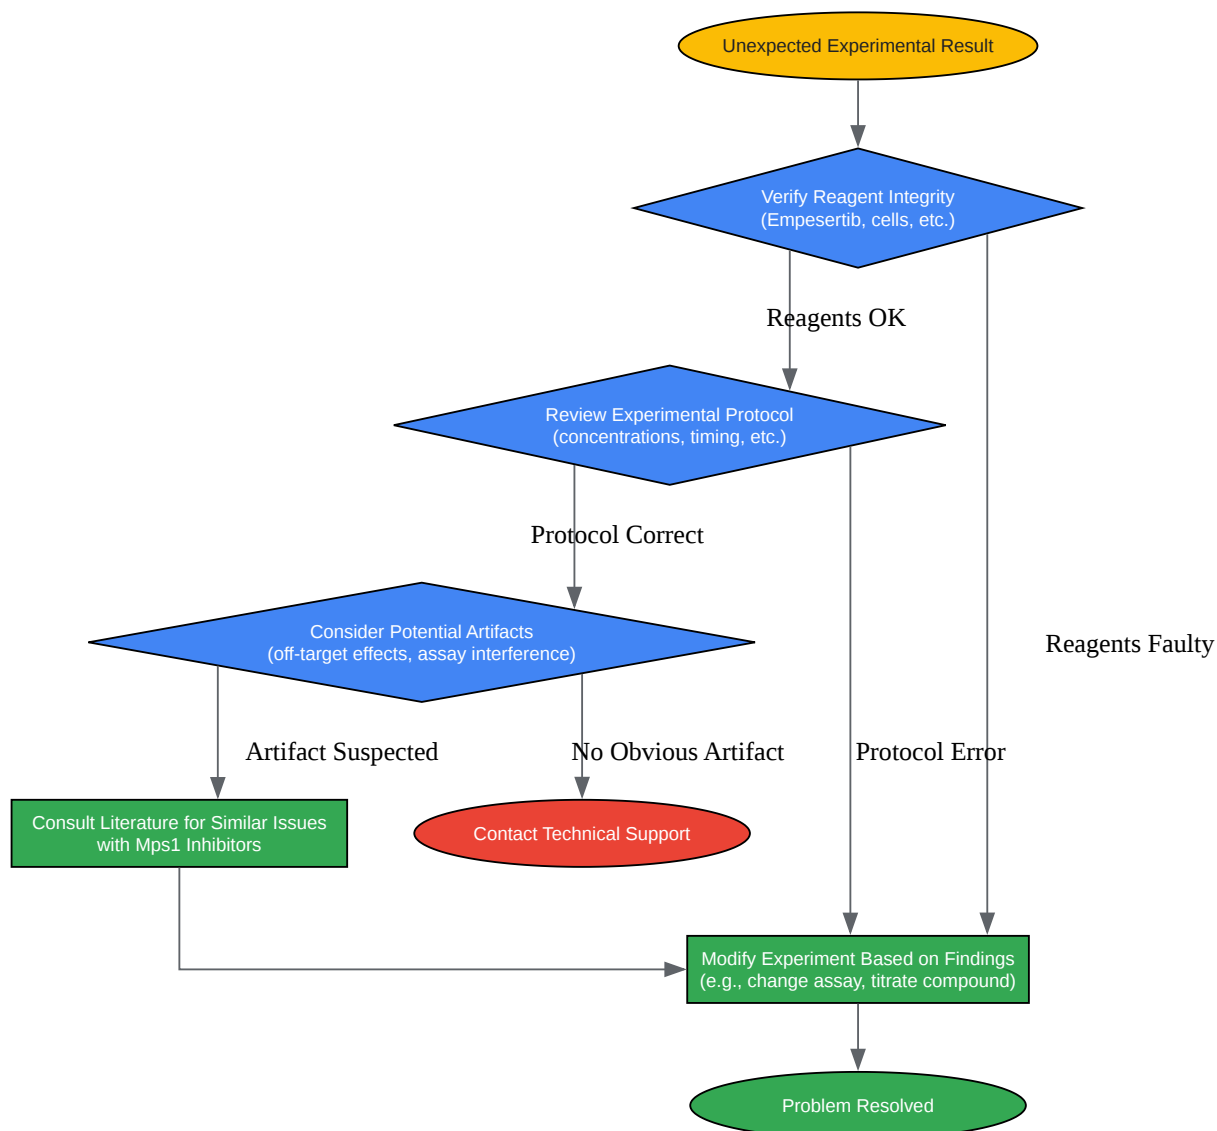 Unexpected Experimental Result
Verify Reagent Integrity
(Empesertib, cells, etc.)
Reagents OK
Review Experimental Protocol
(concentrations, timing, etc.)
Protocol Correct
Consider Potential Artifacts
(off-target effects, assay interference)
Reagents Faulty
Artifact Suspected
No Obvious Artifact
Protocol Error
Consult Literature for Similar Issues
with Mps1 Inhibitors
Contact Technical Support
Modify Experiment Based on Findings
(e.g., change assay, titrate compound)
Problem Resolved